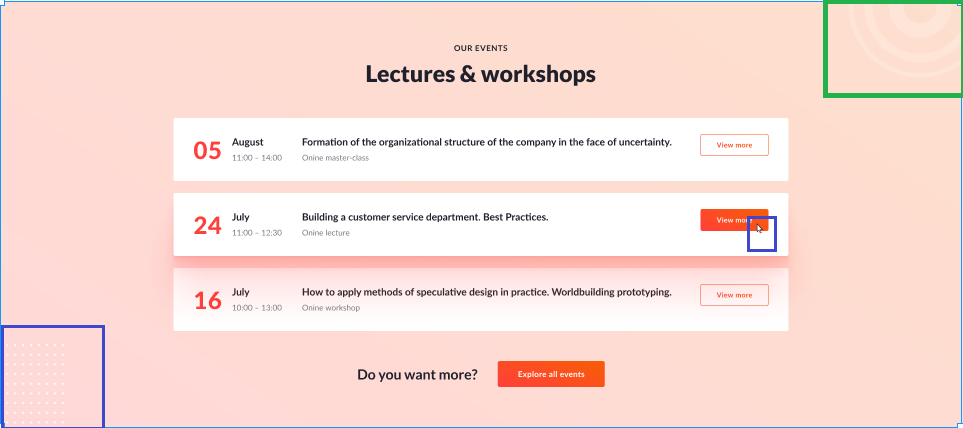 OUR EVENTS
Lectures & workshops
05
August
11:00 – 14:00
Formation of the organizational structure of the company in the face of uncertainty.
Onine master-class
View more
24
July
11:00 – 12:30
Building a customer service department. Best Practices.
Onine lecture
View more
16
July
10:00 – 13:00
How to apply methods of speculative design in practice. Worldbuilding prototyping.
Onine workshop
View more
Do you want more?
Explore all events